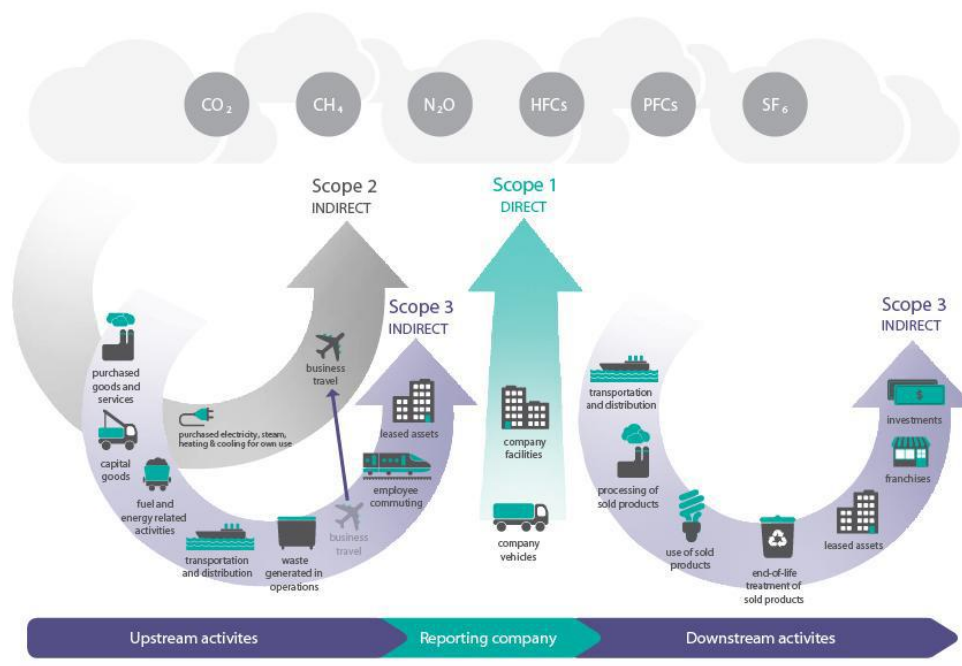 CO₂
CH₄
N₂O
HFCs
PFCs
SF₆
Scope 2
INDIRECT
Scope 1
DIRECT
Scope 3
INDIRECT
Scope 3
INDIRECT
business
travel
purchased
goods and
services
purchased electricity, steam,
heating & cooling for own use
capital
goods
fuel and
energy related
activities
transportation
and distribution
waste
generated in
operations
business
travel
employee
commuting
leased assets
company
facilities
company
vehicles
transportation
and distribution
processing of
sold products
use of sold
products
end-of-life
treatment of
sold products
leased assets
franchises
$
investments
Upstream activites
Reporting company
Downstream activites